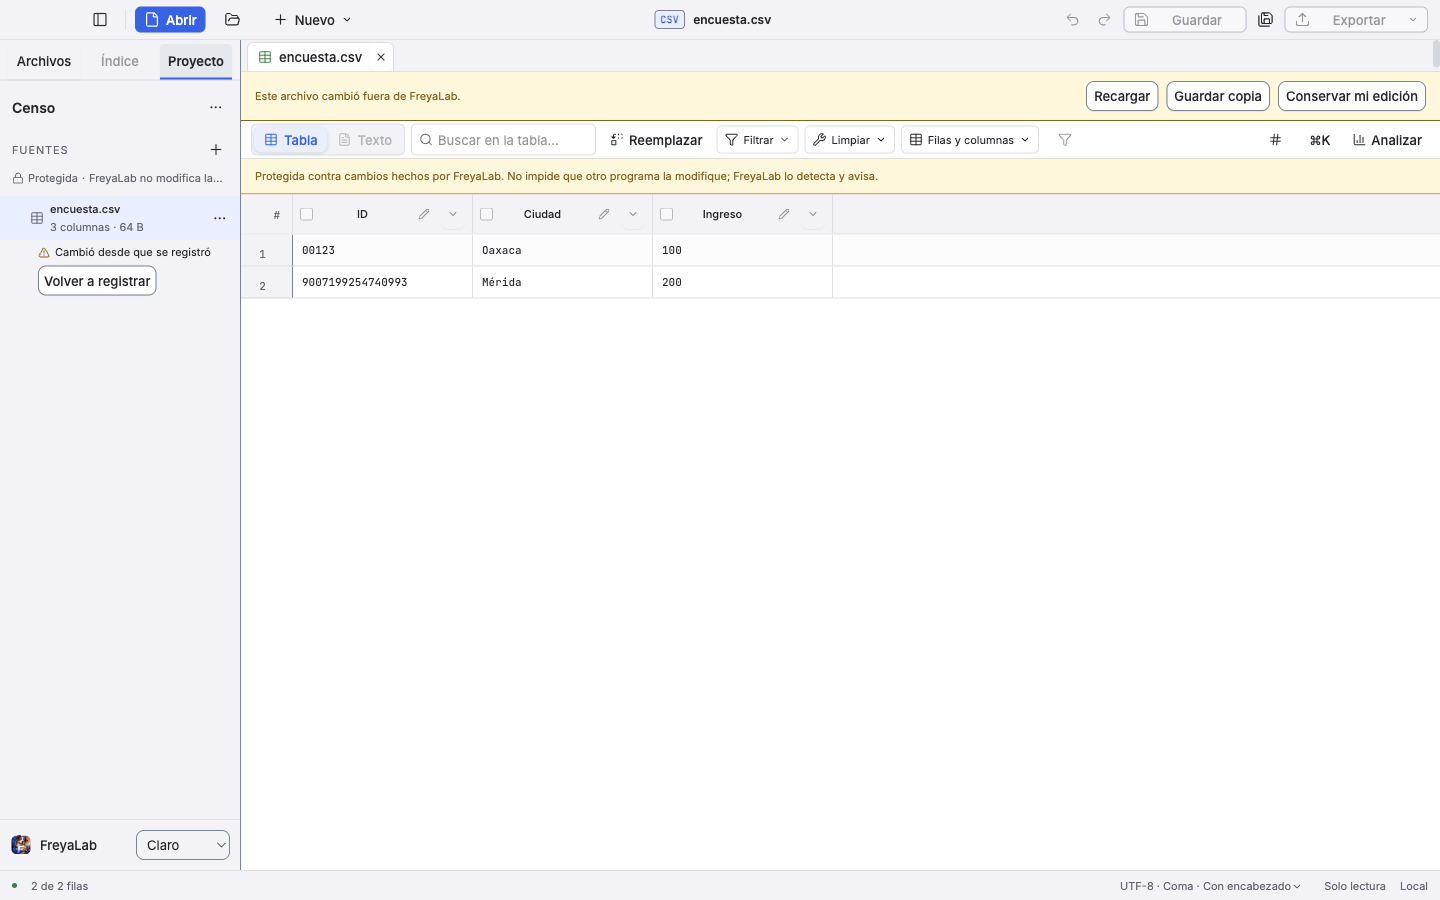 Abrir
Nuevo
CSV encuesta.csv
Guardar
Exportar
Archivos Índice Proyecto
encuesta.csv
Censo
Este archivo cambió fuera de FreyaLab.
Recargar Guardar copia Conservar mi edición
FUENTES
Tabla Texto Buscar en la tabla... Reemplazar Filtrar Limpiar Filas y columnas # ⌘K Analizar
Protegida · FreyaLab no modifica la...
Protegida contra cambios hechos por FreyaLab. No impide que otro programa la modifique; FreyaLab lo detecta y avisa.
encuesta.csv
3 columnas · 64 B
Cambió desde que se registró
Volver a registrar
# ID Ciudad Ingreso
1 00123 Oaxaca 100
2 9007199254740993 Mérida 200
FreyaLab Claro
2 de 2 filas
UTF-8 · Coma · Con encabezado Solo lectura Local